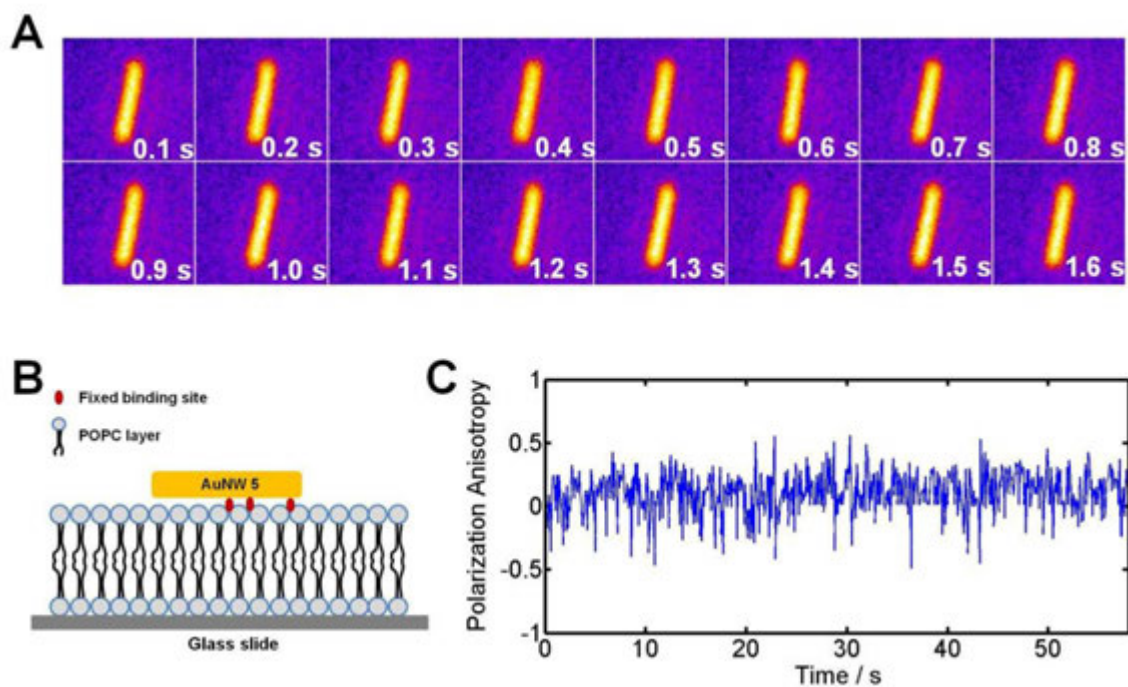 A
0.1 s 0.2 s 0.3 s 0.4 s 0.5 s 0.6 s 0.7 s 0.8 s
0.9 s 1.0 s 1.1 s 1.2 s 1.3 s 1.4 s 1.5 s 1.6 s
B
Fixed binding site
POPC layer
AuNW 5
Glass slide
C
Polarization Anisotropy
1
0.5
0
-0.5
-1
0 10 20 30 40 50
Time / s